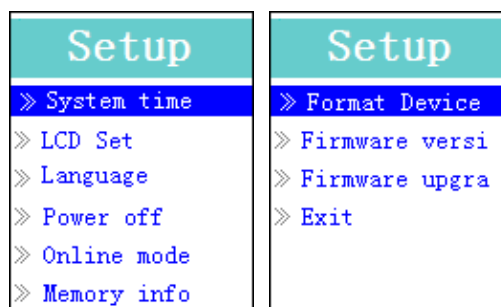 Setup
» System time
» LCD Set
» Language
» Power off
» Online mode
» Memory info
Setup
» Format Device
» Firmware versi
» Firmware upgra
» Exit